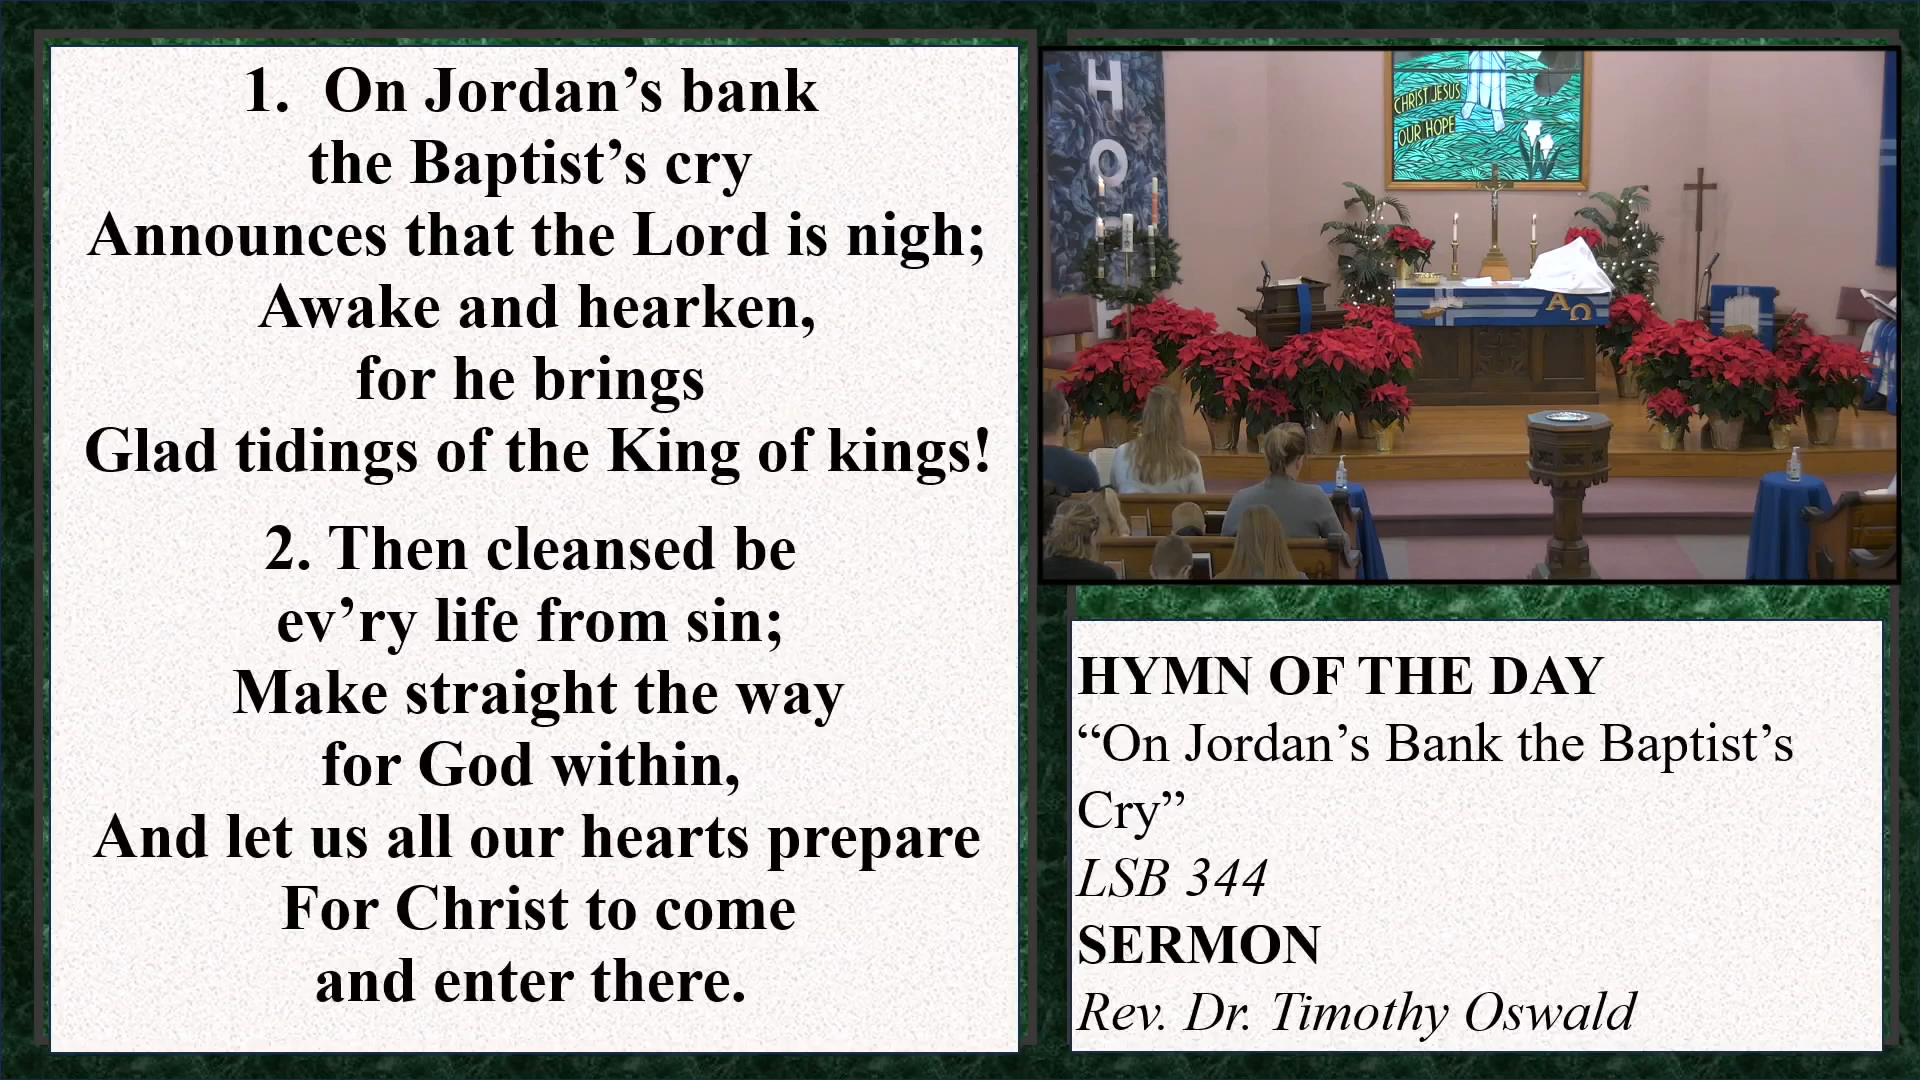 1. On Jordan’s bank
the Baptist’s cry
Announces that the Lord is nigh;
Awake and hearken,
for he brings
Glad tidings of the King of kings!
2. Then cleansed be
ev’ry life from sin;
Make straight the way
for God within,
And let us all our hearts prepare
For Christ to come
and enter there.
HO
CHRIST JESUS
OUR HOPE
Α Ω
HYMN OF THE DAY
“On Jordan’s Bank the Baptist’s
Cry”
LSB 344
SERMON
Rev. Dr. Timothy Oswald